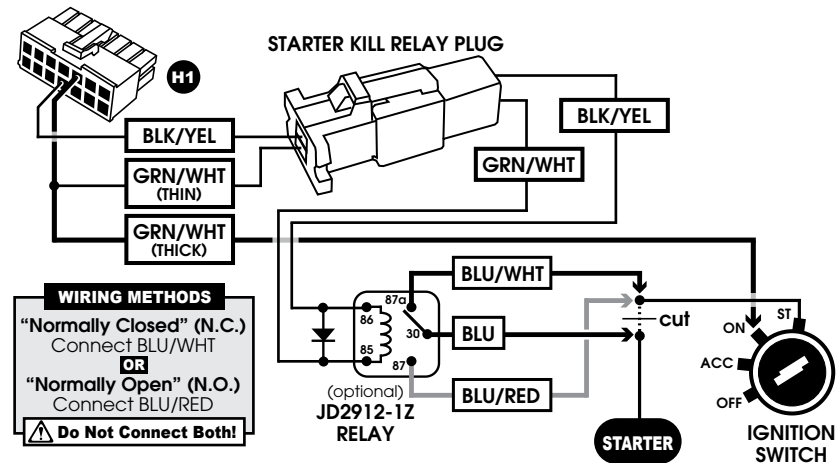 STARTER KILL RELAY PLUG
H1
BLK/YEL
BLK/YEL
GRN/WHT
(THIN)
GRN/WHT
GRN/WHT
(THICK)
WIRING METHODS
“Normally Closed” (N.C.)
Connect BLU/WHT
OR
“Normally Open” (N.O.)
Connect BLU/RED
Do Not Connect Both!
86
87a
30
85
87
BLU/WHT
BLU
BLU/RED
(optional)
JD2912-1Z
RELAY
cut
STARTER
ST
ON
ACC
OFF
IGNITION
SWITCH